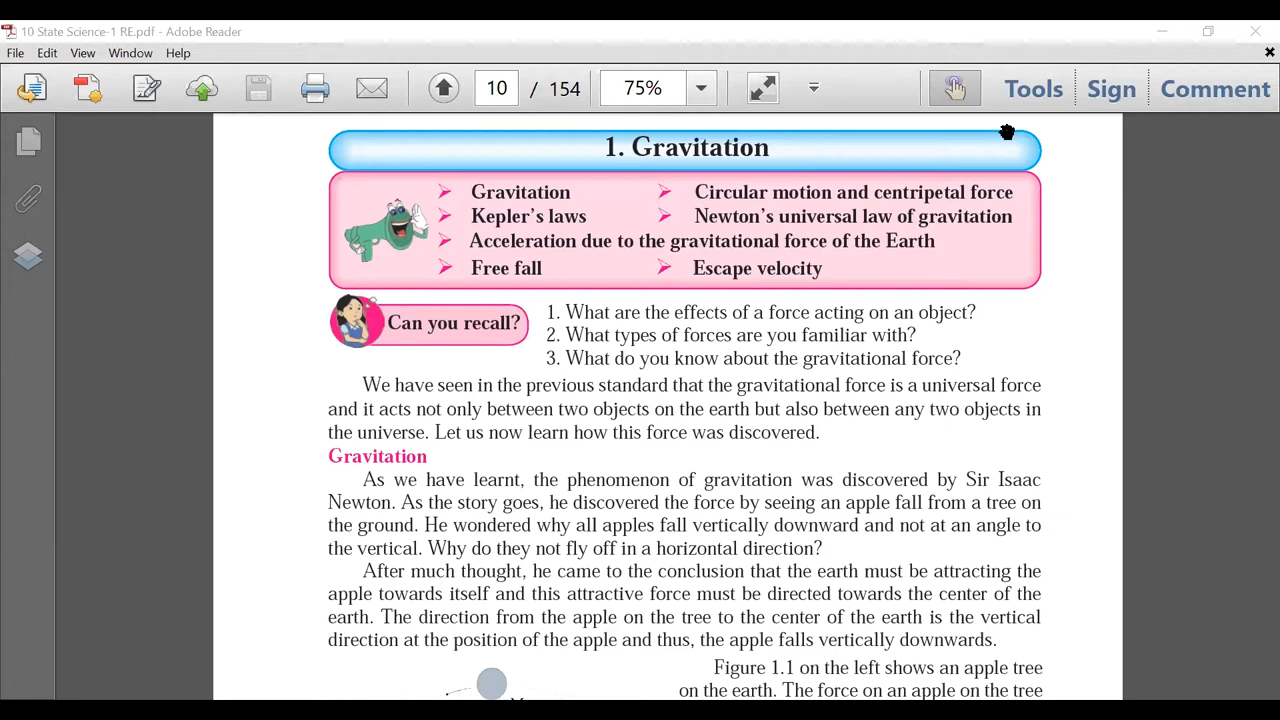 10 State Science-1 RE.pdf - Adobe Reader
File Edit View Window Help
10 / 154 75% Tools Sign Comment
1. Gravitation
➢ Gravitation ➢ Circular motion and centripetal force
➢ Kepler's laws ➢ Newton's universal law of gravitation
➢ Acceleration due to the gravitational force of the Earth
➢ Free fall ➢ Escape velocity
Can you recall?
1. What are the effects of a force acting on an object?
2. What types of forces are you familiar with?
3. What do you know about the gravitational force?
We have seen in the previous standard that the gravitational force is a universal force
and it acts not only between two objects on the earth but also between any two objects in
the universe. Let us now learn how this force was discovered.
Gravitation
As we have learnt, the phenomenon of gravitation was discovered by Sir Isaac
Newton. As the story goes, he discovered the force by seeing an apple fall from a tree on
the ground. He wondered why all apples fall vertically downward and not at an angle to
the vertical. Why do they not fly off in a horizontal direction?
After much thought, he came to the conclusion that the earth must be attracting the
apple towards itself and this attractive force must be directed towards the center of the
earth. The direction from the apple on the tree to the center of the earth is the vertical
direction at the position of the apple and thus, the apple falls vertically downwards.
Figure 1.1 on the left shows an apple tree
on the earth. The force on an apple on the tree